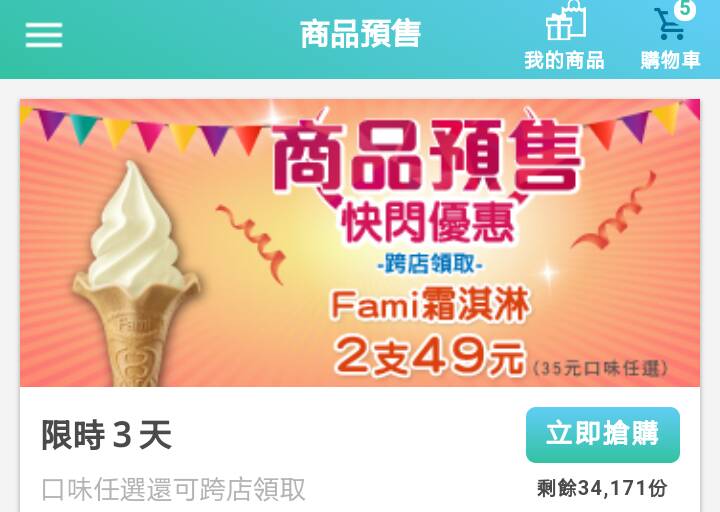 商品預售
5
我的商品
購物車
商品預售
快閃優惠
-跨店領取-
Fami霜淇淋
2支49元(35元口味任選)
Fami
限時3天
立即搶購
口味任選還可跨店領取
剩餘34,171份